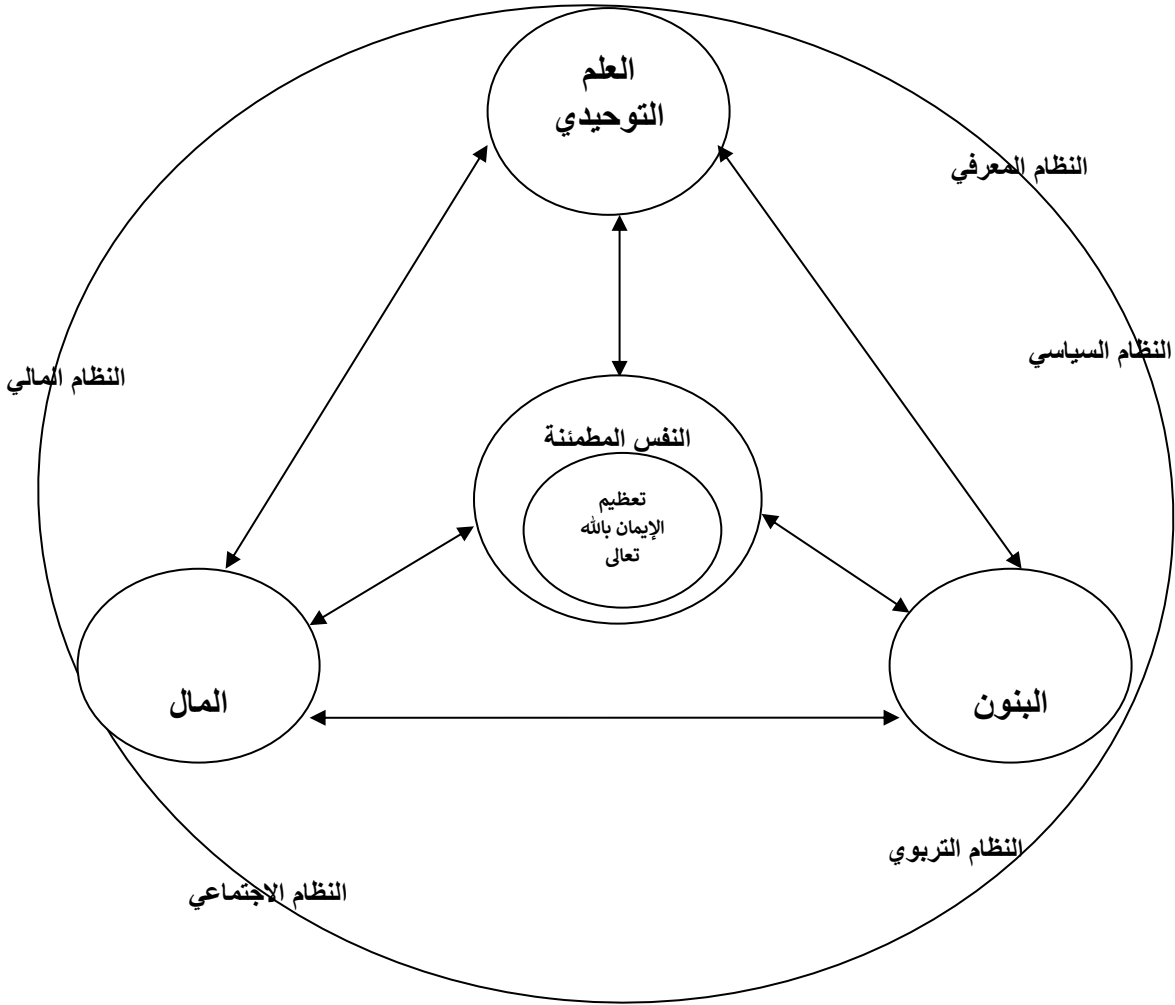 العلم
التوحيدي
النظام المعرفي
النظام السياسي
النظام المالي
النفس المطمئنة
تعظيم
الإيمان بالله
تعالى
المال
البنون
النظام التربوي
النظام الاجتماعي